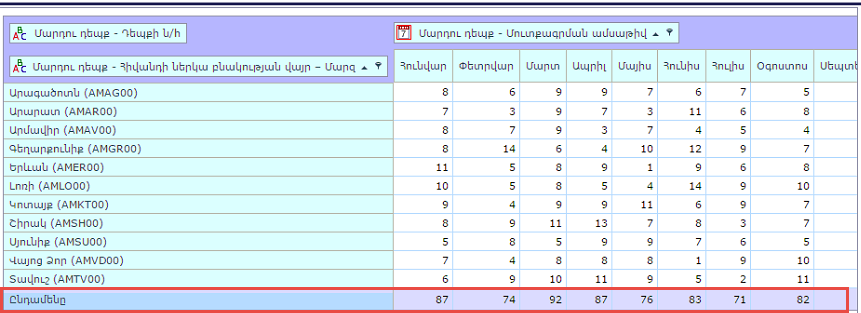 Մարդու դեպք - Դեպքի ն/հ
Մարդու դեպք - Մուտքագրման ամսաթիվ
Մարդու դեպք - Հիվանդի ներկա բնակության վայր – Մարզ
Հունվար Փետրվար Մարտ Ապրիլ Մայիս Հունիս Հուլիս Օգոստոս Սեպտե
Արագածոտն (AMAG00) 8 6 9 9 7 6 7 5
Արարատ (AMAR00) 7 3 9 7 3 11 6 8
Արմավիր (AMAV00) 8 7 9 3 7 4 5 4
Գեղարքունիք (AMGR00) 8 14 6 4 10 12 9 7
Երևան (AMER00) 11 5 8 9 1 9 6 8
Լոռի (AMLO00) 10 5 8 5 4 14 9 10
Կոտայք (AMKT00) 9 4 9 9 11 6 9 7
Շիրակ (AMSH00) 8 9 11 13 7 8 3 7
Սյունիք (AMSU00) 5 8 5 9 9 7 6 5
Վայոց Ձոր (AMVD00) 7 4 8 8 8 1 9 10
Տավուշ (AMTV00) 6 9 10 11 9 5 2 11
Ընդամենը 87 74 92 87 76 83 71 82